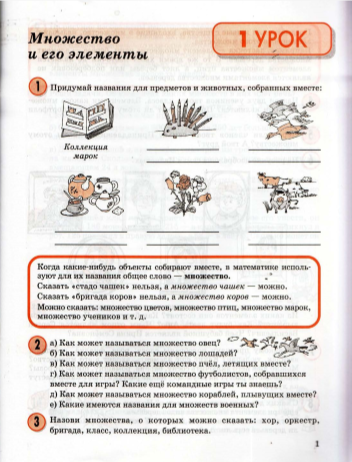 Множество
и его элементы
1 УРОК
1 Придумай названия для предметов и животных, собранных вместе:
Коллекция
марок
Когда какие-нибудь объекты собирают вместе, в математике исполь-
зуют для их названия общее слово — множество.
Сказать «стадо чашек» нельзя, а множество чашек — можно.
Сказать «бригада коров» нельзя, а множество коров — можно.
Можно сказать: множество цветов, множество птиц, множество марок,
множество учеников и т. д.
2 а) Как может называться множество овец?
б) Как может называться множество лошадей?
в) Как может называться множество пчёл, летящих вместе?
г) Как может называться множество футболистов, собравшихся
вместе для игры? Какие ещё командные игры ты знаешь?
д) Как может называться множество кораблей, плывущих вместе?
е) Какие имеются названия для множеств военных?
3 Назови множества, о которых можно сказать: хор, оркестр,
бригада, класс, коллекция, библиотека.
1